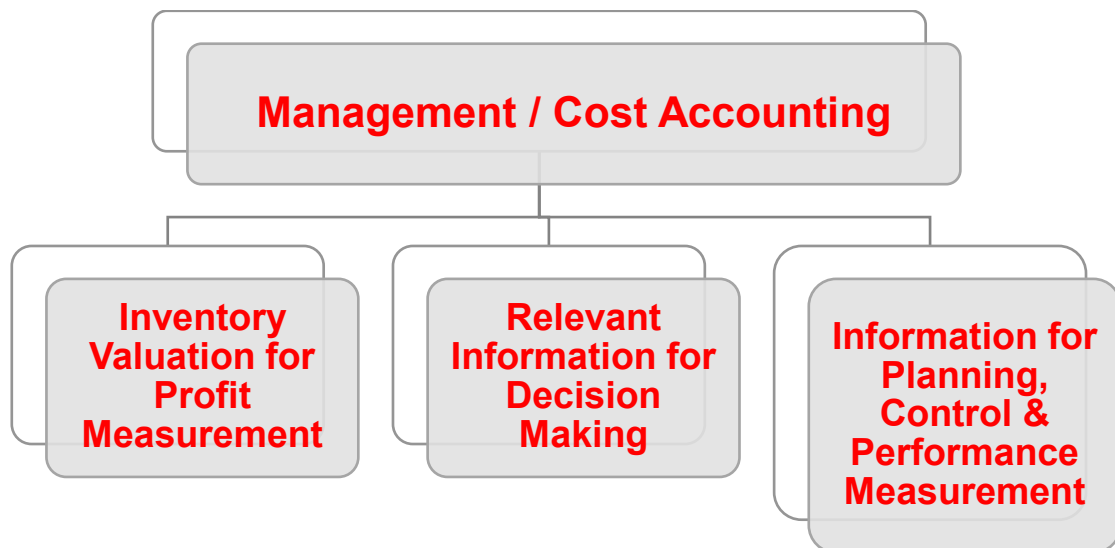 Management / Cost Accounting
Inventory
Valuation for
Profit
Measurement
Relevant
Information for
Decision
Making
Information for
Planning,
Control &
Performance
Measurement